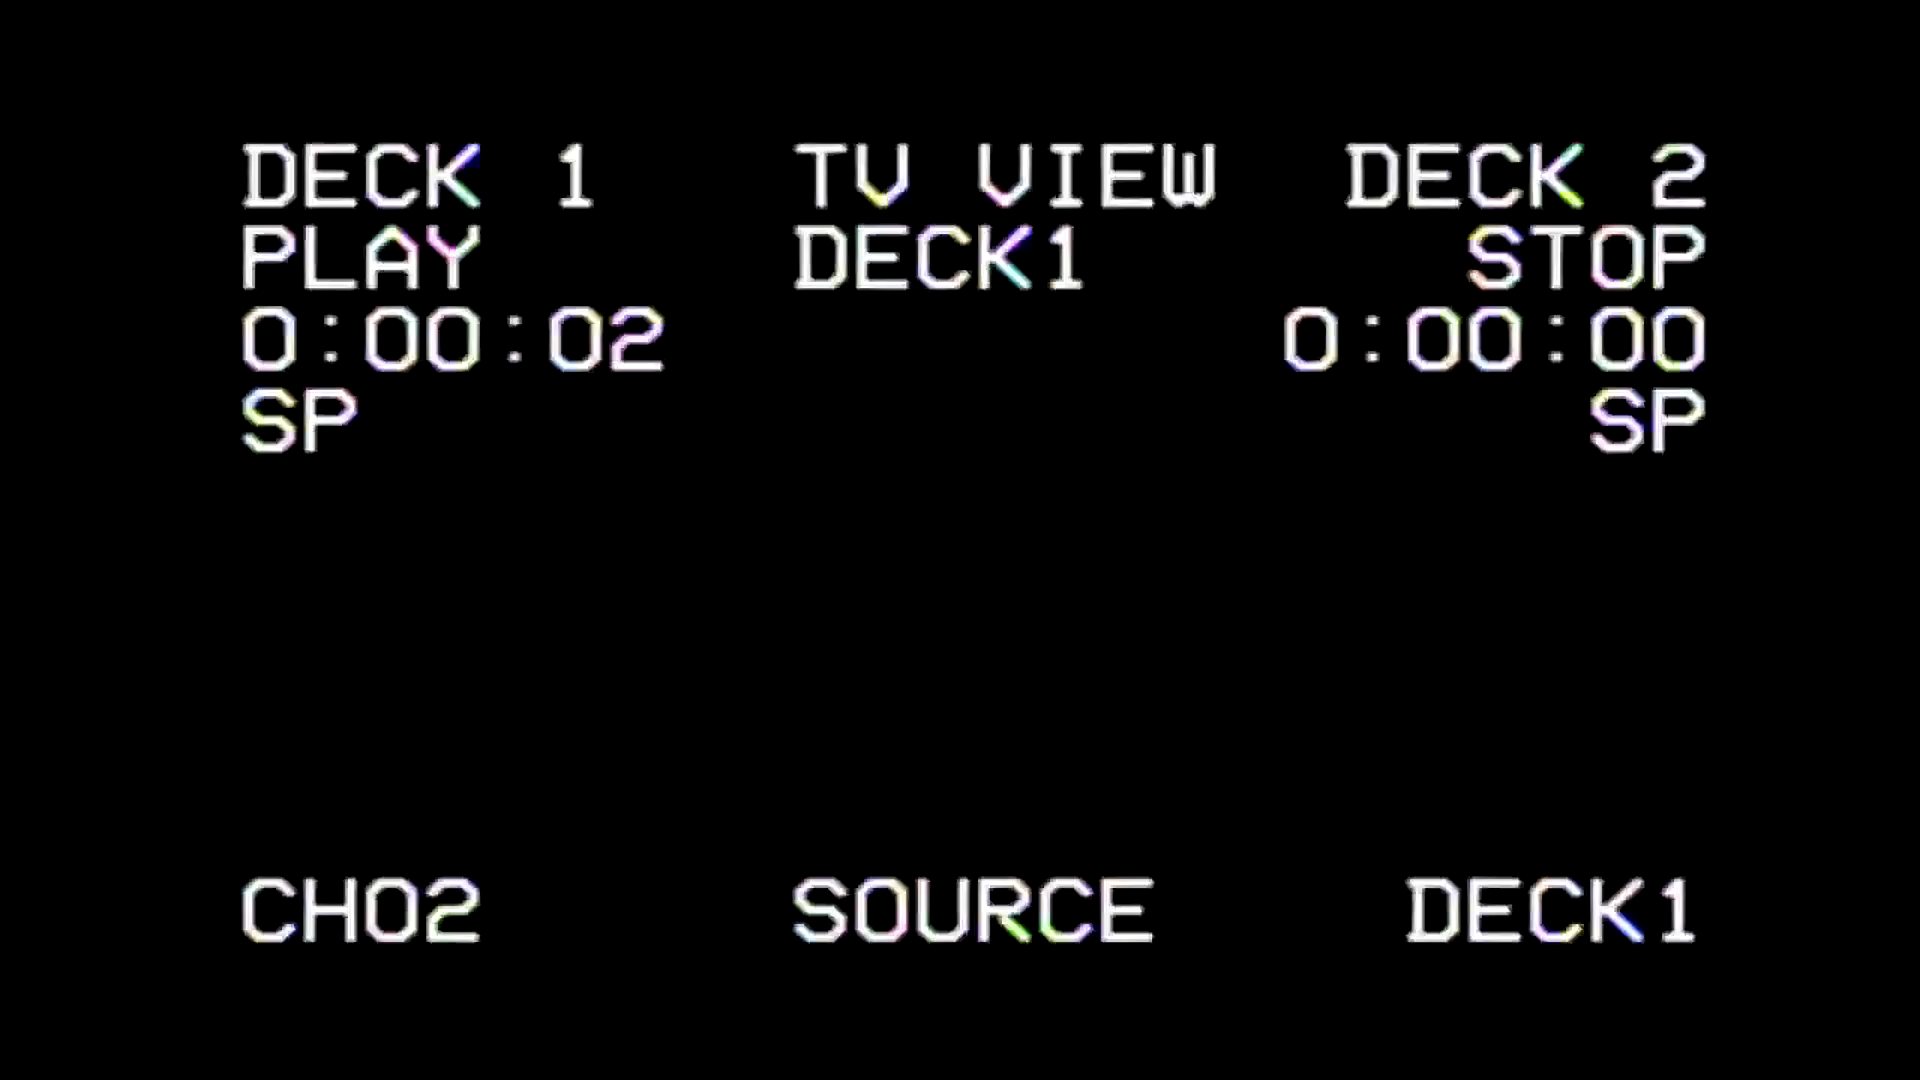 DECK 1 TV VIEW DECK 2
PLAY DECK1 STOP
0:00:02 0:00:00
SP SP
CH02 SOURCE DECK1